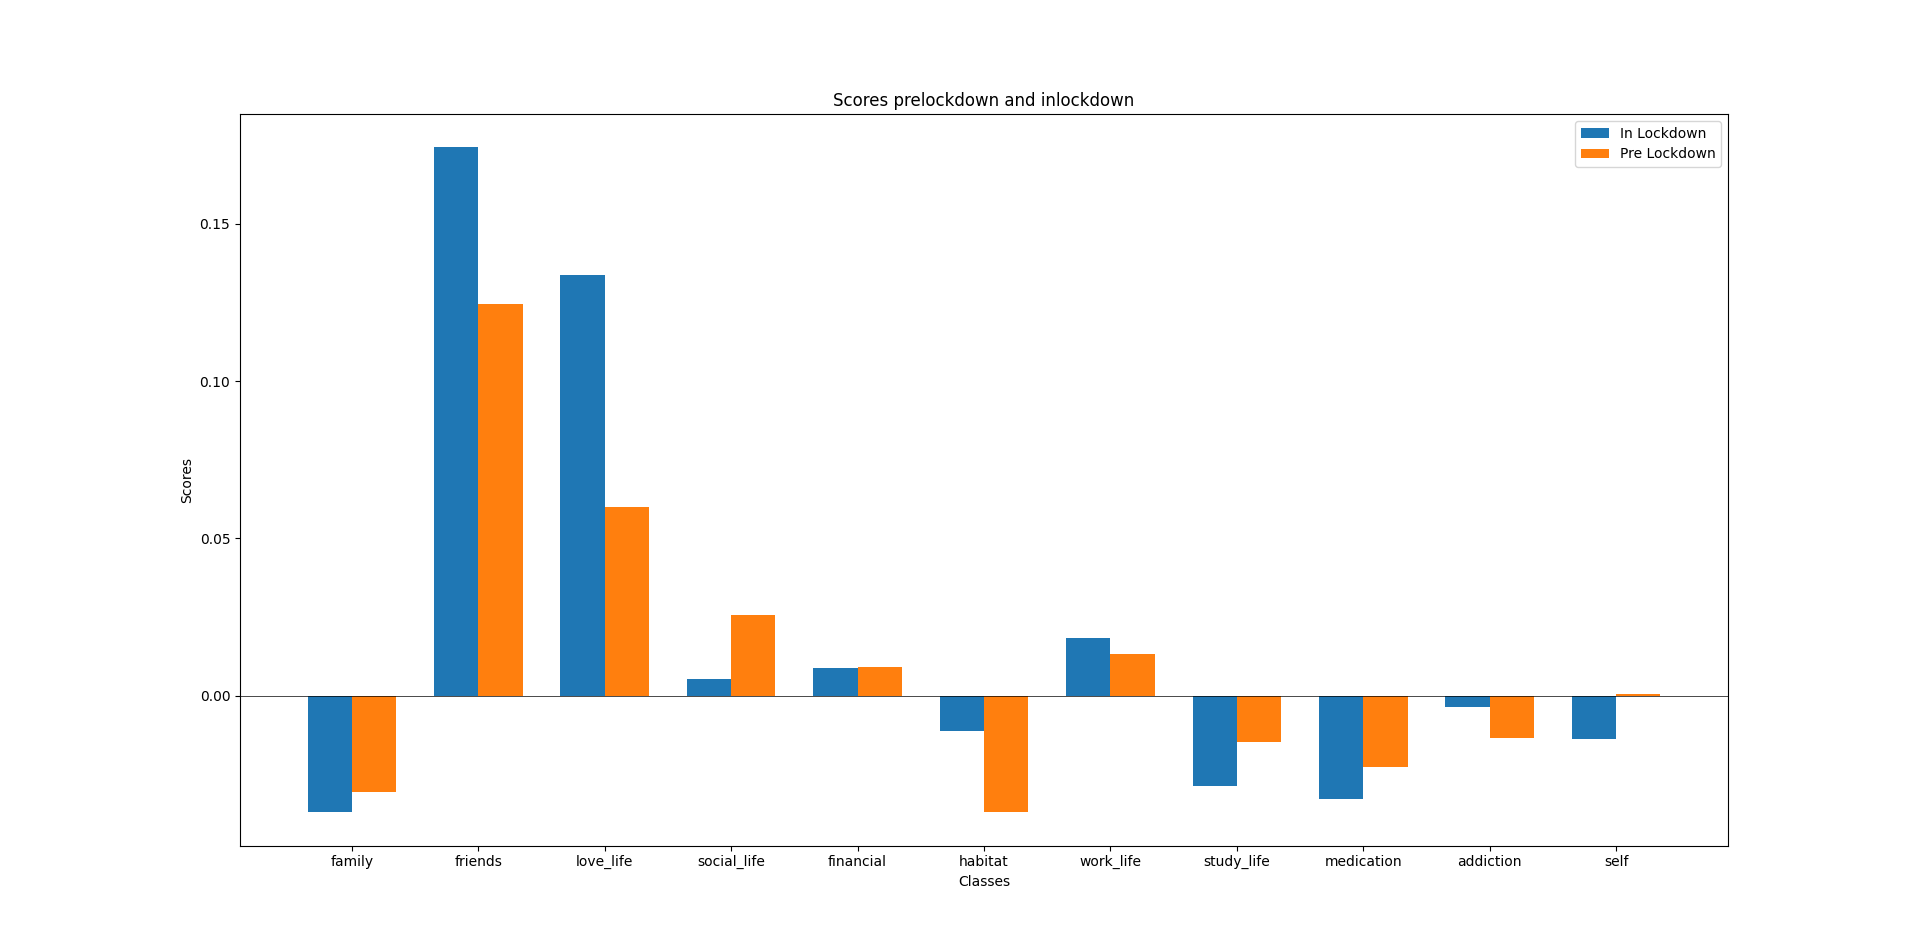 Scores prelockdown and inlockdown
In Lockdown
Pre Lockdown
0.15
0.10
0.05
0.00
Scores
family friends love_life social_life financial habitat work_life study_life medication addiction self
Classes